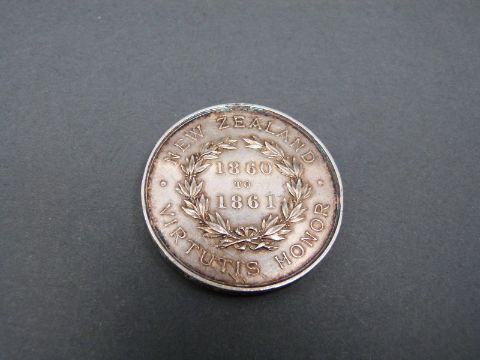 NEW ZEALAND
1860
TO
1861
VIRTUTIS HONOR